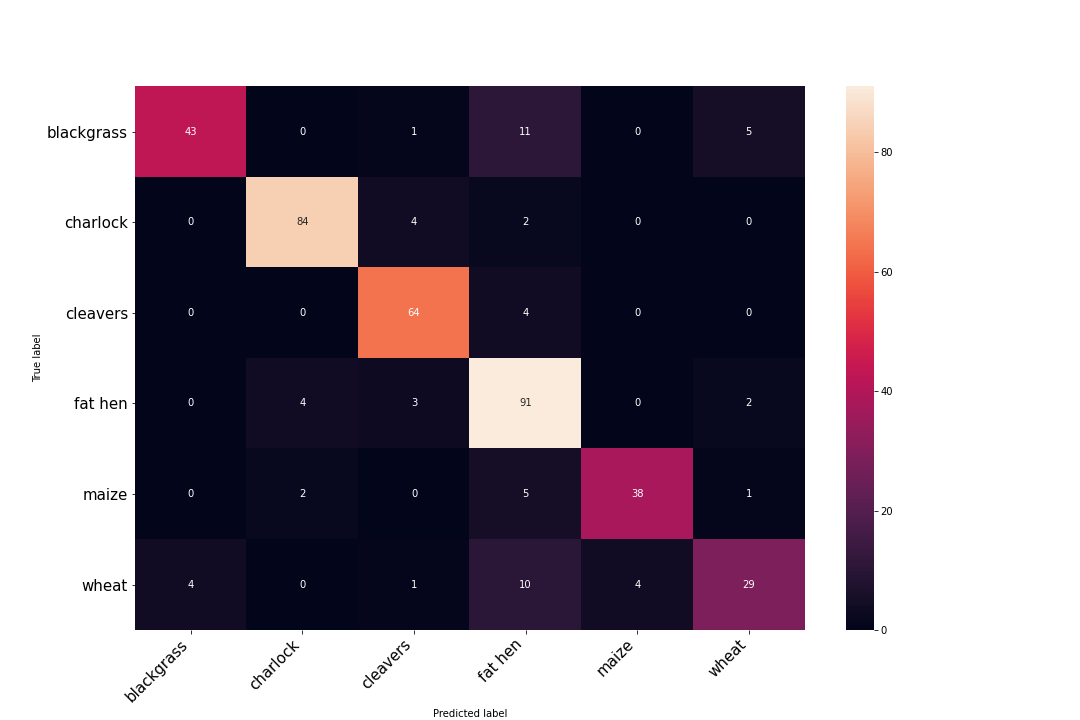 blackgrass 43 0 1 11 0 5
charlock 0 84 4 2 0 0
cleavers 0 0 64 4 0 0
fat hen 0 4 3 91 0 2
maize 0 2 0 5 38 1
wheat 4 0 1 10 4 29
True label
blackgrass charlock cleavers fat hen maize wheat
Predicted label
80
60
40
20
0